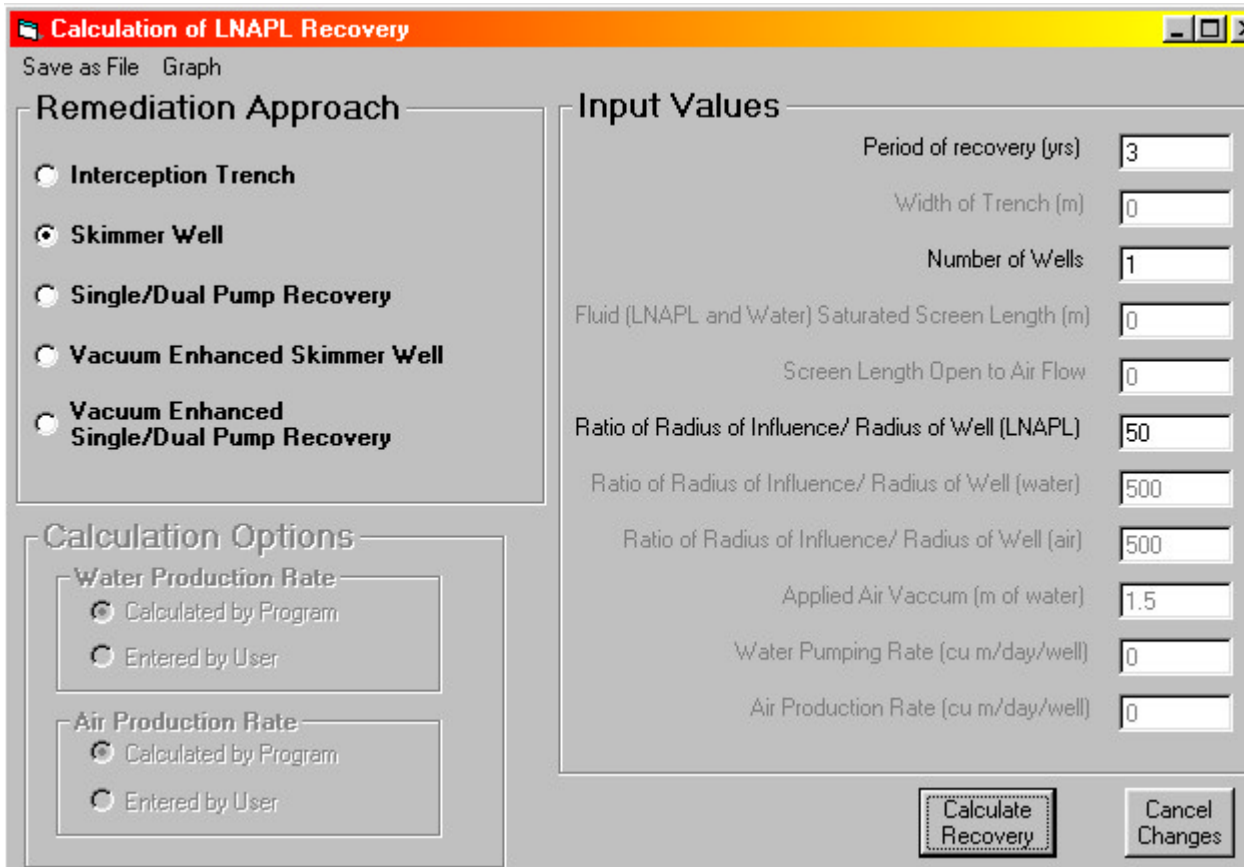 Calculation of LNAPL Recovery
Save as File Graph
Remediation Approach
Interception Trench
Skimmer Well
Single/Dual Pump Recovery
Vacuum Enhanced Skimmer Well
Vacuum Enhanced
Single/Dual Pump Recovery
Calculation Options
Water Production Rate
Calculated by Program
Entered by User
Air Production Rate
Calculated by Program
Entered by User
Input Values
Period of recovery (yrs) 3
Width of Trench (m) 0
Number of Wells 1
Fluid (LNAPL and Water) Saturated Screen Length (m) 0
Screen Length Open to Air Flow 0
Ratio of Radius of Influence/ Radius of Well (LNAPL) 50
Ratio of Radius of Influence/ Radius of Well (water) 500
Ratio of Radius of Influence/ Radius of Well (air) 500
Applied Air Vaccum (m of water) 1.5
Water Pumping Rate (cu m/day/well) 0
Air Production Rate (cu m/day/well) 0
Calculate
Recovery
Cancel
Changes